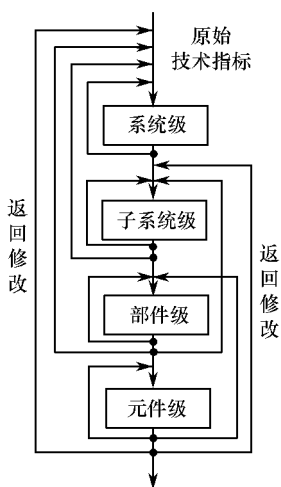 原始
技术指标
系统级
子系统级
部件级
元件级
返回修改
返回修改